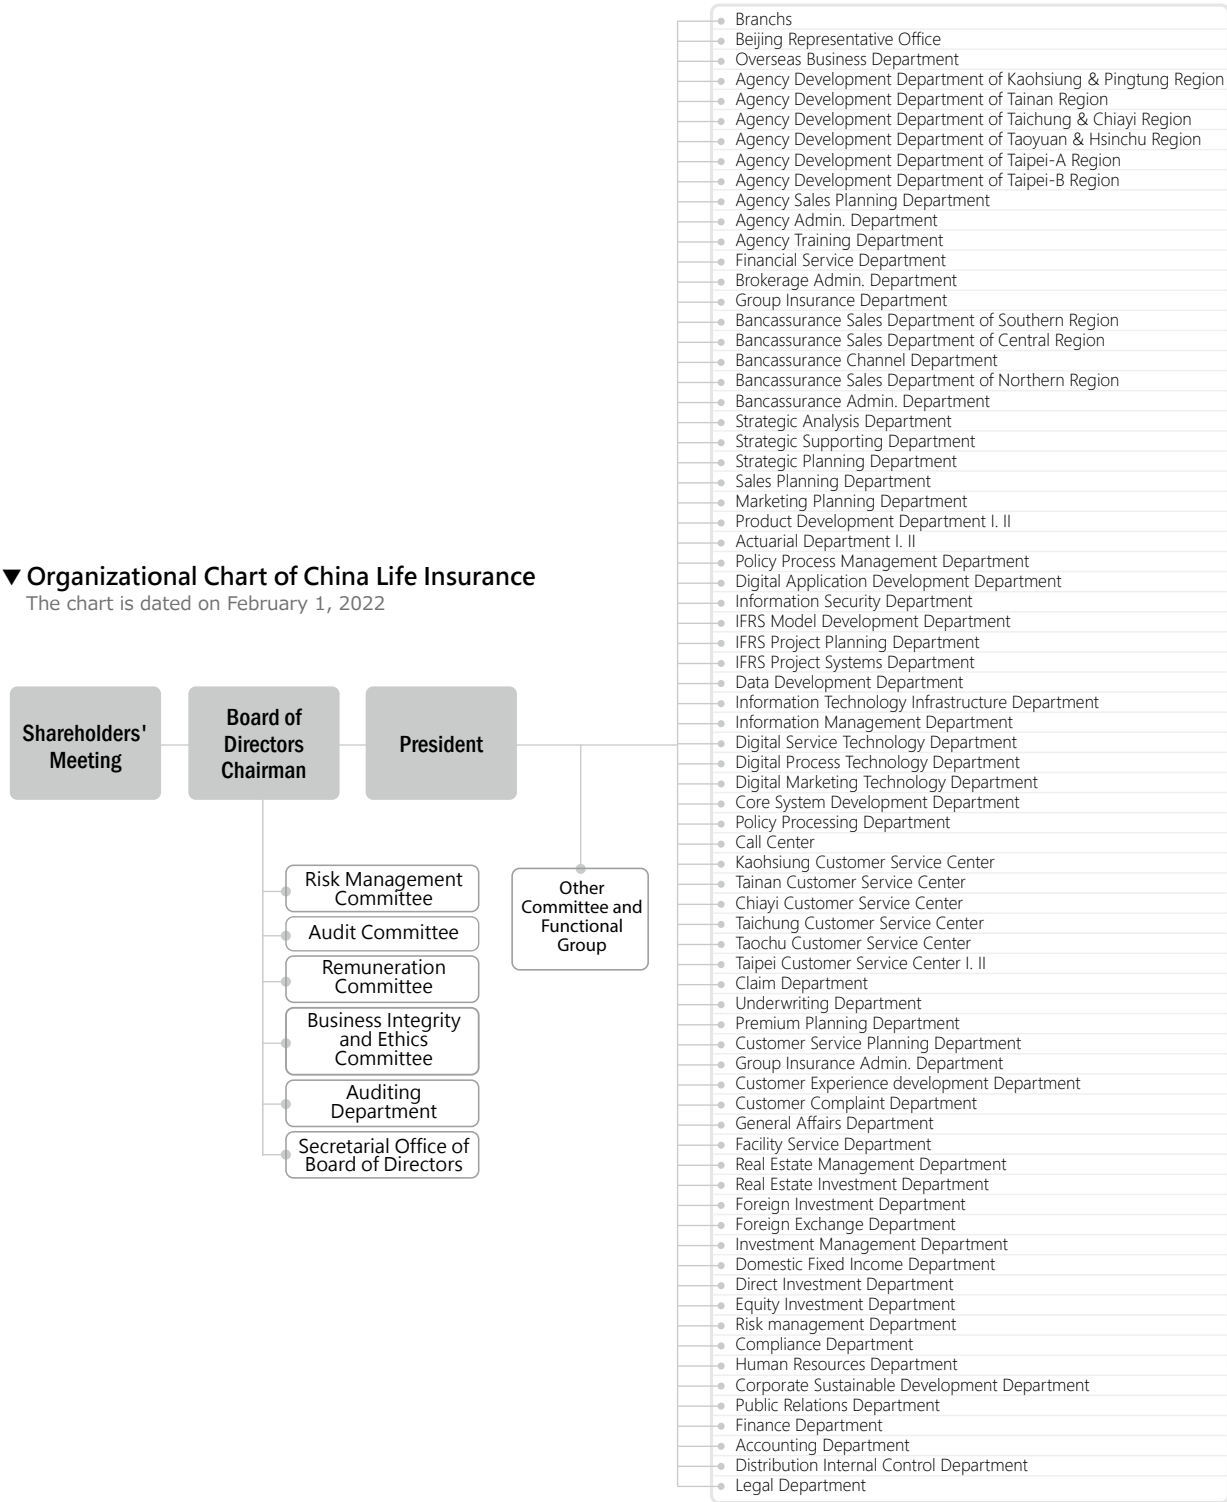 ▼ Organizational Chart of China Life Insurance
The chart is dated on February 1, 2022
Shareholders'
Meeting
Board of
Directors
Chairman
President
Risk Management
Committee
Audit Committee
Remuneration
Committee
Business Integrity
and Ethics
Committee
Auditing
Department
Secretarial Office of
Board of Directors
Other
Committee and
Functional
Group
Branchs
Beijing Representative Office
Overseas Business Department
Agency Development Department of Kaohsiung & Pingtung Region
Agency Development Department of Tainan Region
Agency Development Department of Taichung & Chiayi Region
Agency Development Department of Taoyuan & Hsinchu Region
Agency Development Department of Taipei-A Region
Agency Development Department of Taipei-B Region
Agency Sales Planning Department
Agency Admin. Department
Agency Training Department
Financial Service Department
Brokerage Admin. Department
Group Insurance Department
Bancassurance Sales Department of Southern Region
Bancassurance Sales Department of Central Region
Bancassurance Channel Department
Bancassurance Sales Department of Northern Region
Bancassurance Admin. Department
Strategic Analysis Department
Strategic Supporting Department
Strategic Planning Department
Sales Planning Department
Marketing Planning Department
Product Development Department I. II
Actuarial Department I. II
Policy Process Management Department
Digital Application Development Department
Information Security Department
IFRS Model Development Department
IFRS Project Planning Department
IFRS Project Systems Department
Data Development Department
Information Technology Infrastructure Department
Information Management Department
Digital Service Technology Department
Digital Process Technology Department
Digital Marketing Technology Department
Core System Development Department
Policy Processing Department
Call Center
Kaohsiung Customer Service Center
Tainan Customer Service Center
Chiayi Customer Service Center
Taichung Customer Service Center
Taochu Customer Service Center
Taipei Customer Service Center I. II
Claim Department
Underwriting Department
Premium Planning Department
Customer Service Planning Department
Group Insurance Admin. Department
Customer Experience development Department
Customer Complaint Department
General Affairs Department
Facility Service Department
Real Estate Management Department
Real Estate Investment Department
Foreign Investment Department
Foreign Exchange Department
Investment Management Department
Domestic Fixed Income Department
Direct Investment Department
Equity Investment Department
Risk management Department
Compliance Department
Human Resources Department
Corporate Sustainable Development Department
Public Relations Department
Finance Department
Accounting Department
Distribution Internal Control Department
Legal Department